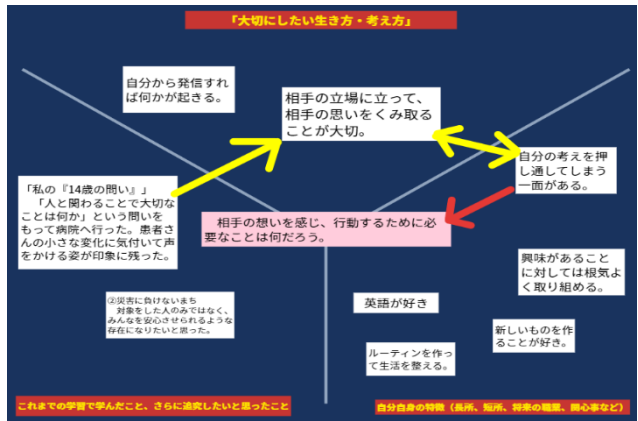 『大切にしたい生き方・考え方』
自分から発信すれ
ば何かが起きる。
相手の立場に立って、
相手の思いをくみ取る
ことが大切。
自分の考えを押
し通してしまう
一面がある。
「私の『14歳の問い』」
「人と関わることで大切な
ことは何か」という問いを
もって病院へ行った。患者さ
んの小さな変化に気付いて声
をかける姿が印象に残った。
相手の想いを感じ、行動するために必
要なことは何だろう。
興味があること
に対しては根気よ
く取り組める。
②災害に負けないまち
対象をした人のみではなく、
みんなを安心させられるような
存在になりたいと思った。
英語が好き
新しいものを作
ることが好き。
ルーティンを作っ
て生活を整える。
これまでの学習で学んだこと、さらに追究したいと思ったこと
自分自身の特徴（長所、短所、将来の職業、関心事など）